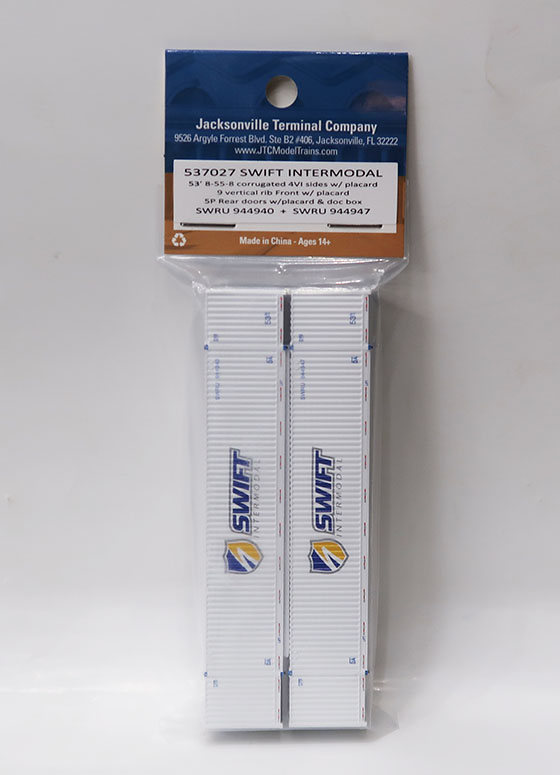 Jacksonville Terminal Company
9526 Argyle Forrest Blvd. Ste B2 #406, Jacksonville, FL 32222
www.JTCModelTrains.com
537027 SWIFT INTERMODAL
53' 8-55-8 corrugated 4VI sides w/ placard
9 vertical rib Front w/ placard
5P Rear doors w/placard & doc box
SWRU 944940 + SWRU 944947
Made in China - Ages 14+
SWIFT
INTERMODAL
SWIFT
INTERMODAL